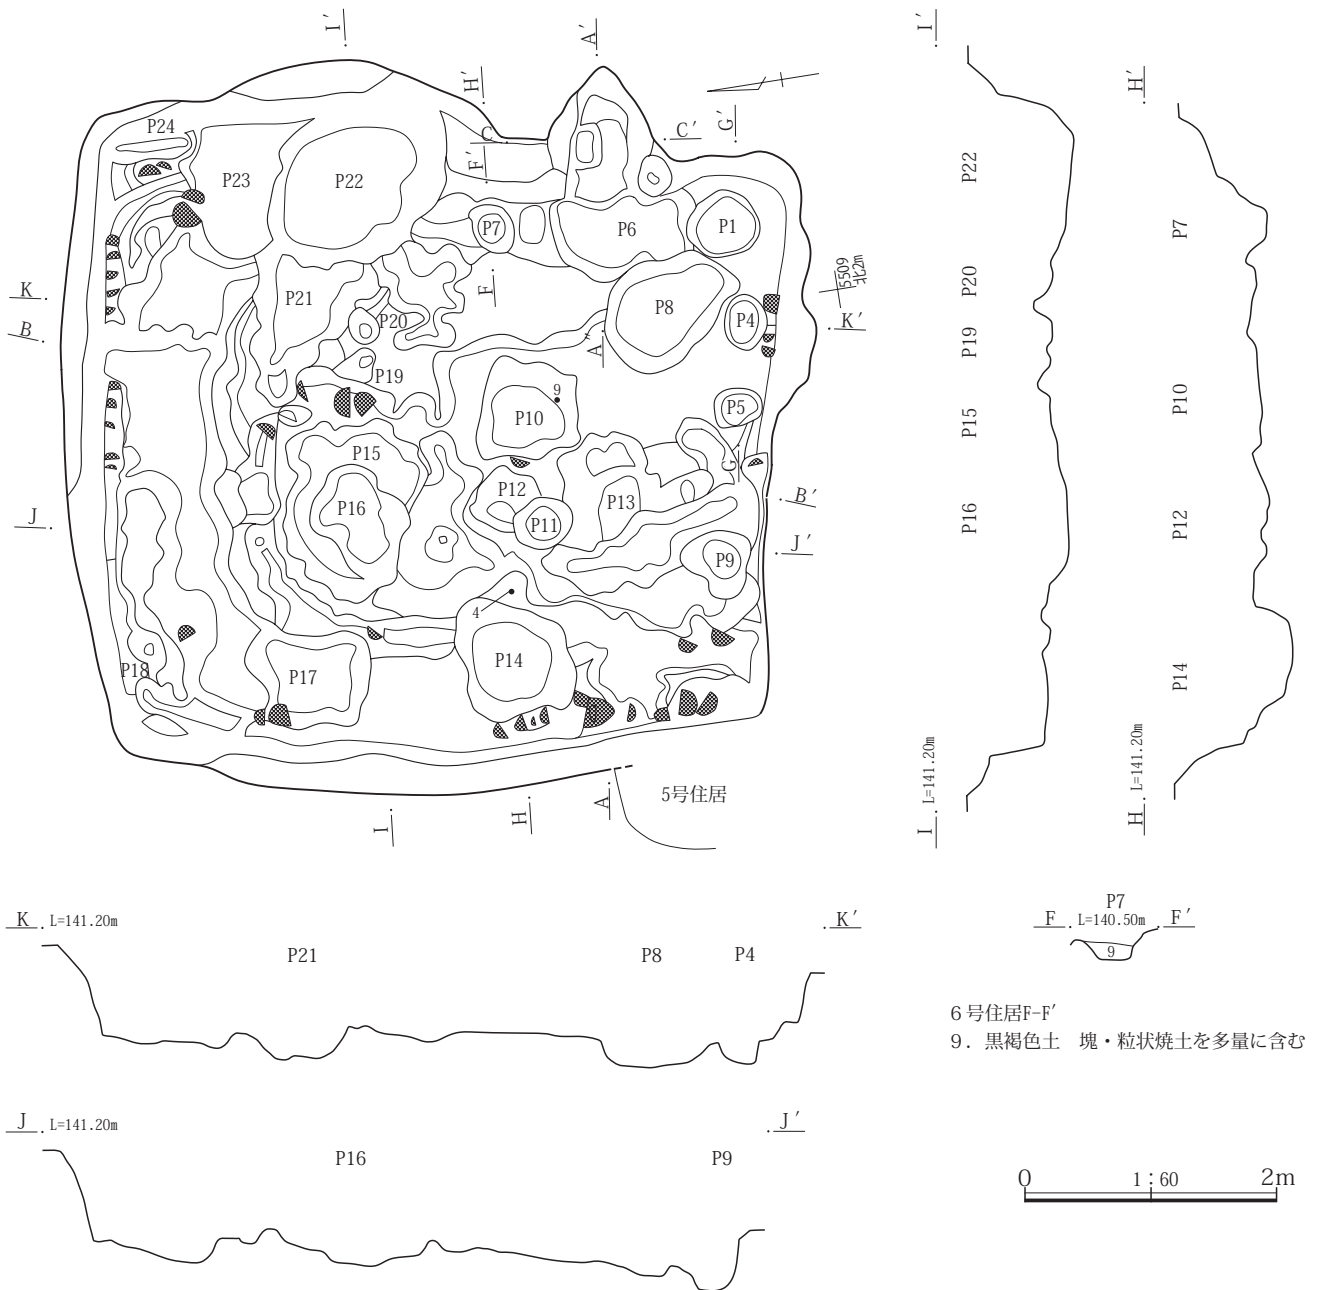 I′
A′
H′
C
C′
F′
G′
P24
P23
P22
P7
P6
P1
P21
P8
P20
P4
F
A″
K
B
K′
5509
北2m
P19
9
P10
P5
P15
G
P16
P12
P13
P11
B′
J
J′
P9
4
P18
P14
P17
I
H
A
5号住居
I′
P22
P20
P19
P15
P16
I
L=141.20m
H′
P7
P10
P12
P14
H
L=141.20m
K L=141.20m
K′
P21
P8
P4
J L=141.20m
J′
P16
P9
P7
F L=140.50m F′
9
6号住居F-F′
9. 黒褐色土 塊・粒状焼土を多量に含む
0 1:60 2m